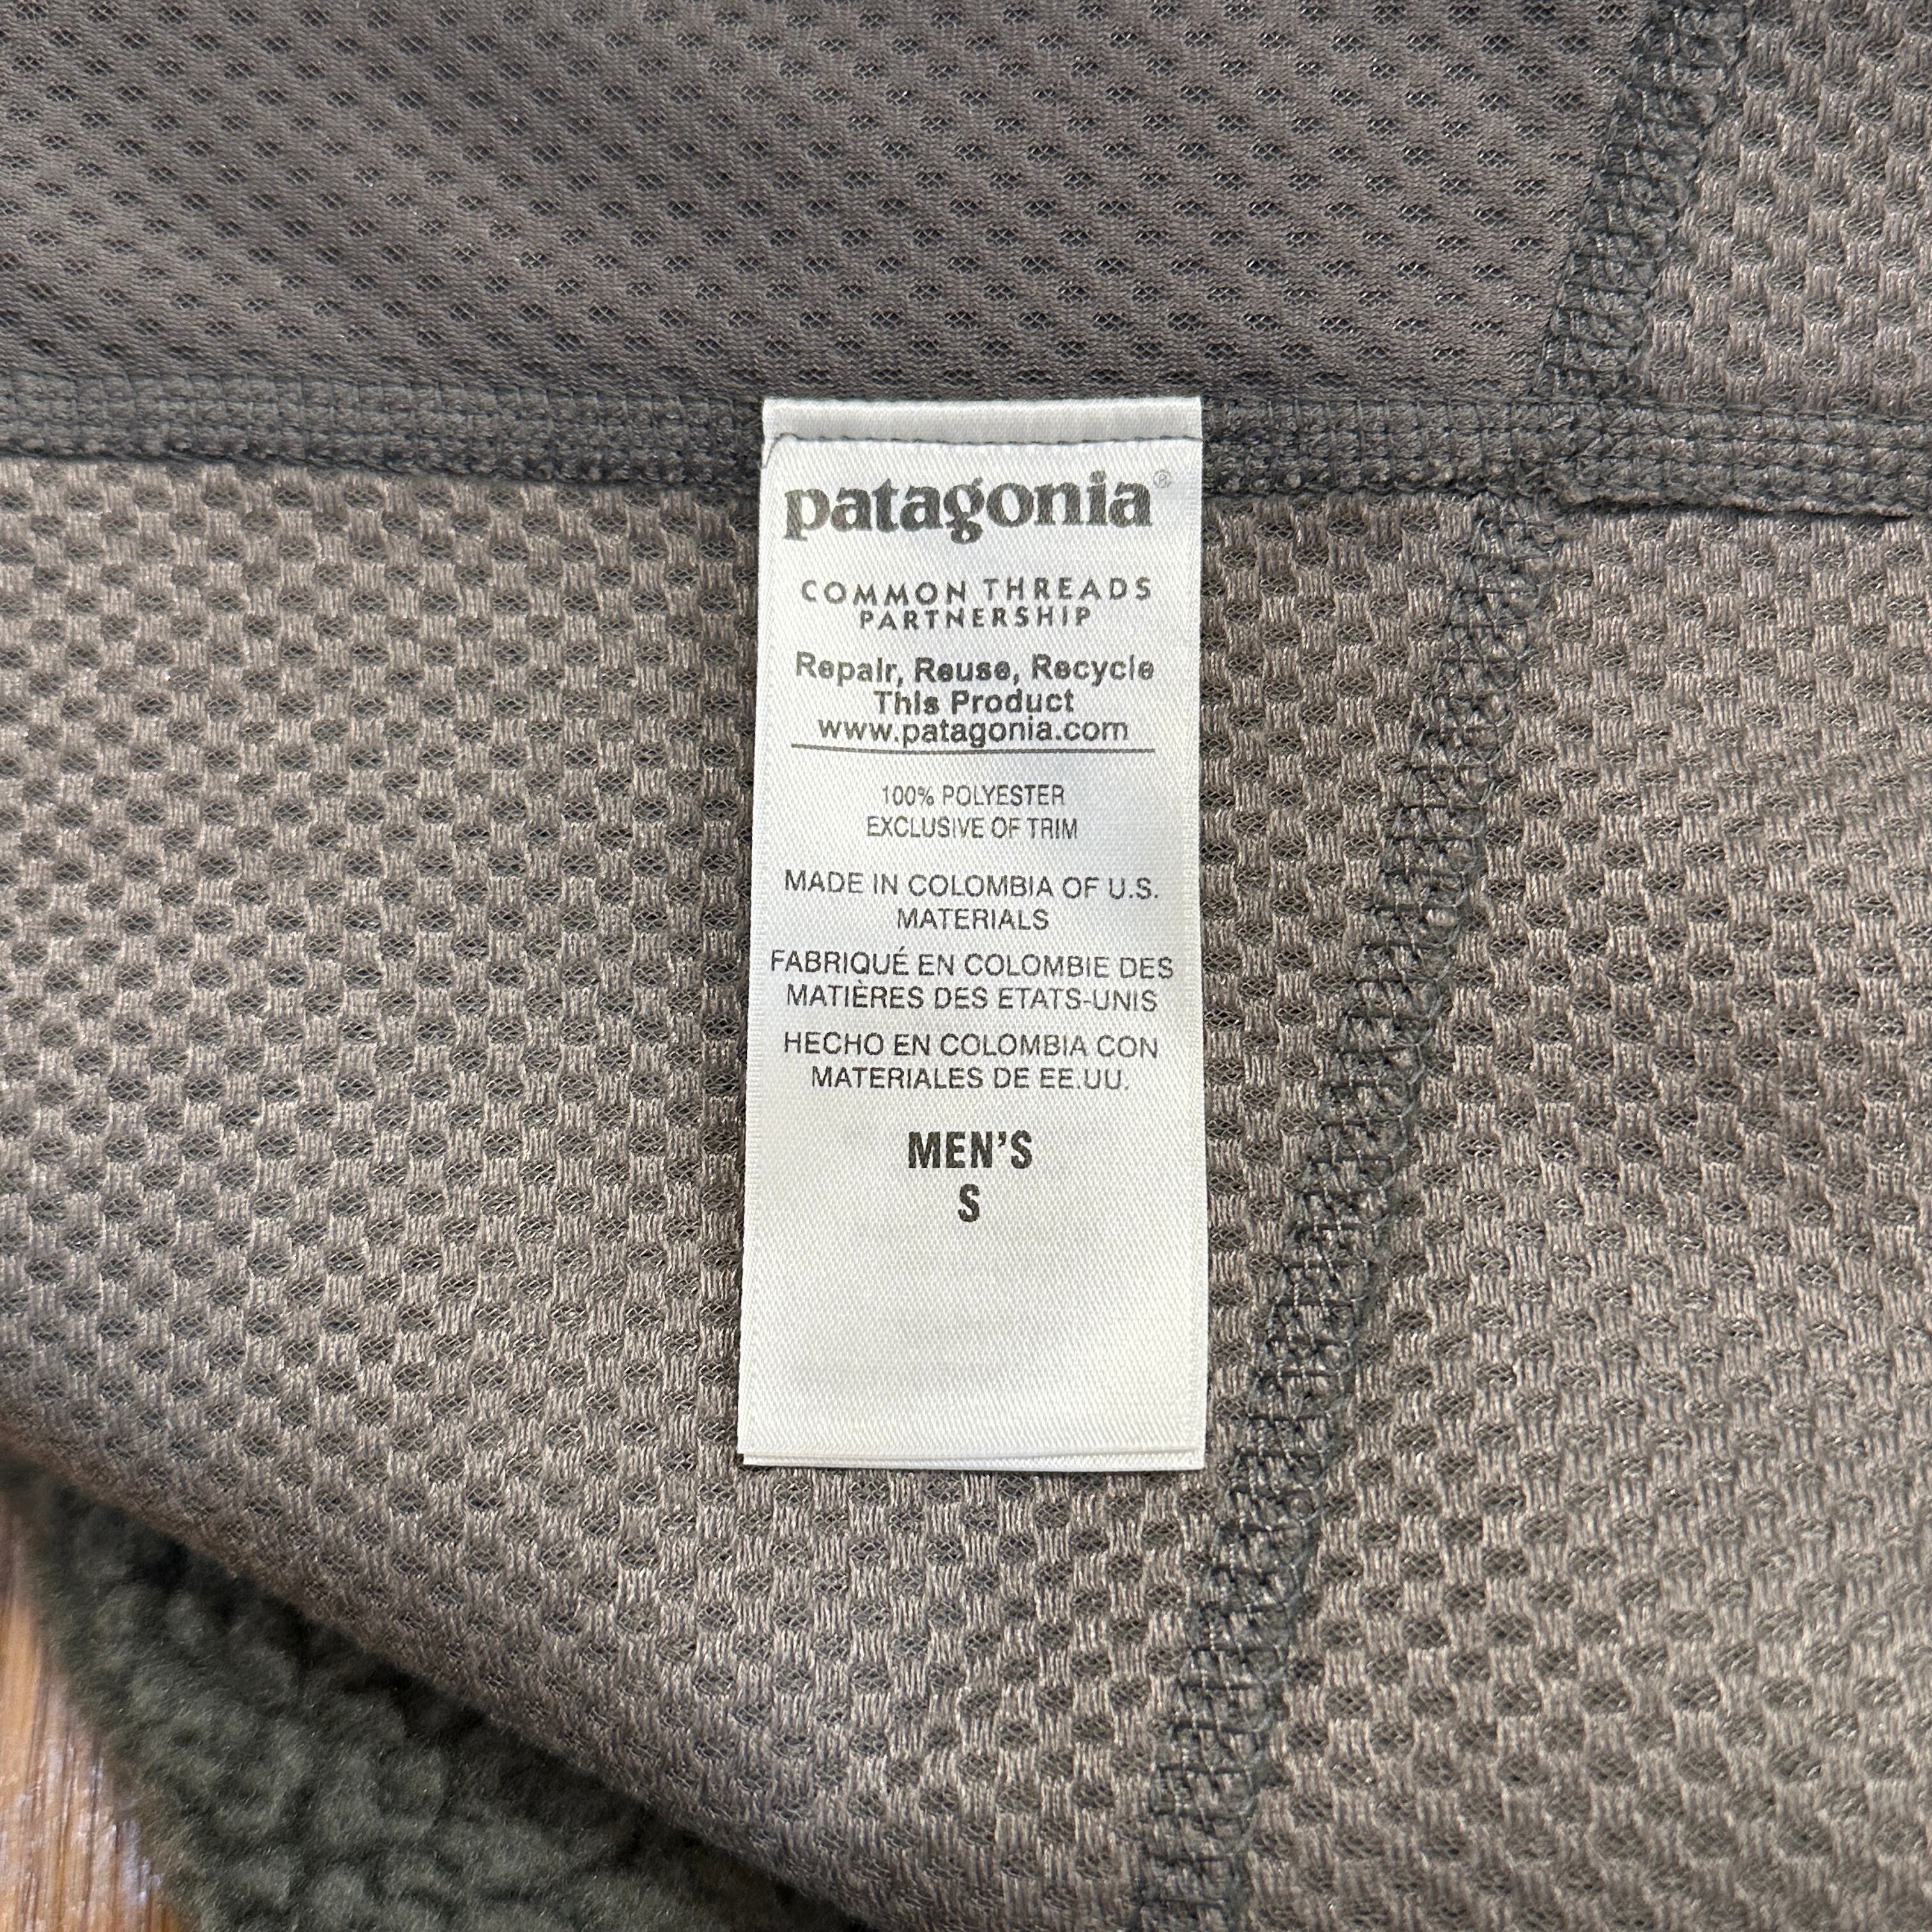 patagonia®
COMMON THREADS
PARTNERSHIP
Repair, Reuse, Recycle
This Product
www.patagonia.com
100% POLYESTER
EXCLUSIVE OF TRIM
MADE IN COLOMBIA OF U.S.
MATERIALS
FABRIQUÉ EN COLOMBIE DES
MATIÈRES DES ETATS-UNIS
HECHO EN COLOMBIA CON
MATERIALES DE EE.UU.
MEN'S
S